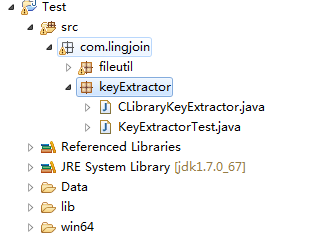 Test
src
com.lingjoin
fileutil
keyExtractor
CLibraryKeyExtractor.java
KeyExtractorTest.java
Referenced Libraries
JRE System Library [jdk1.7.0_67]
Data
lib
win64